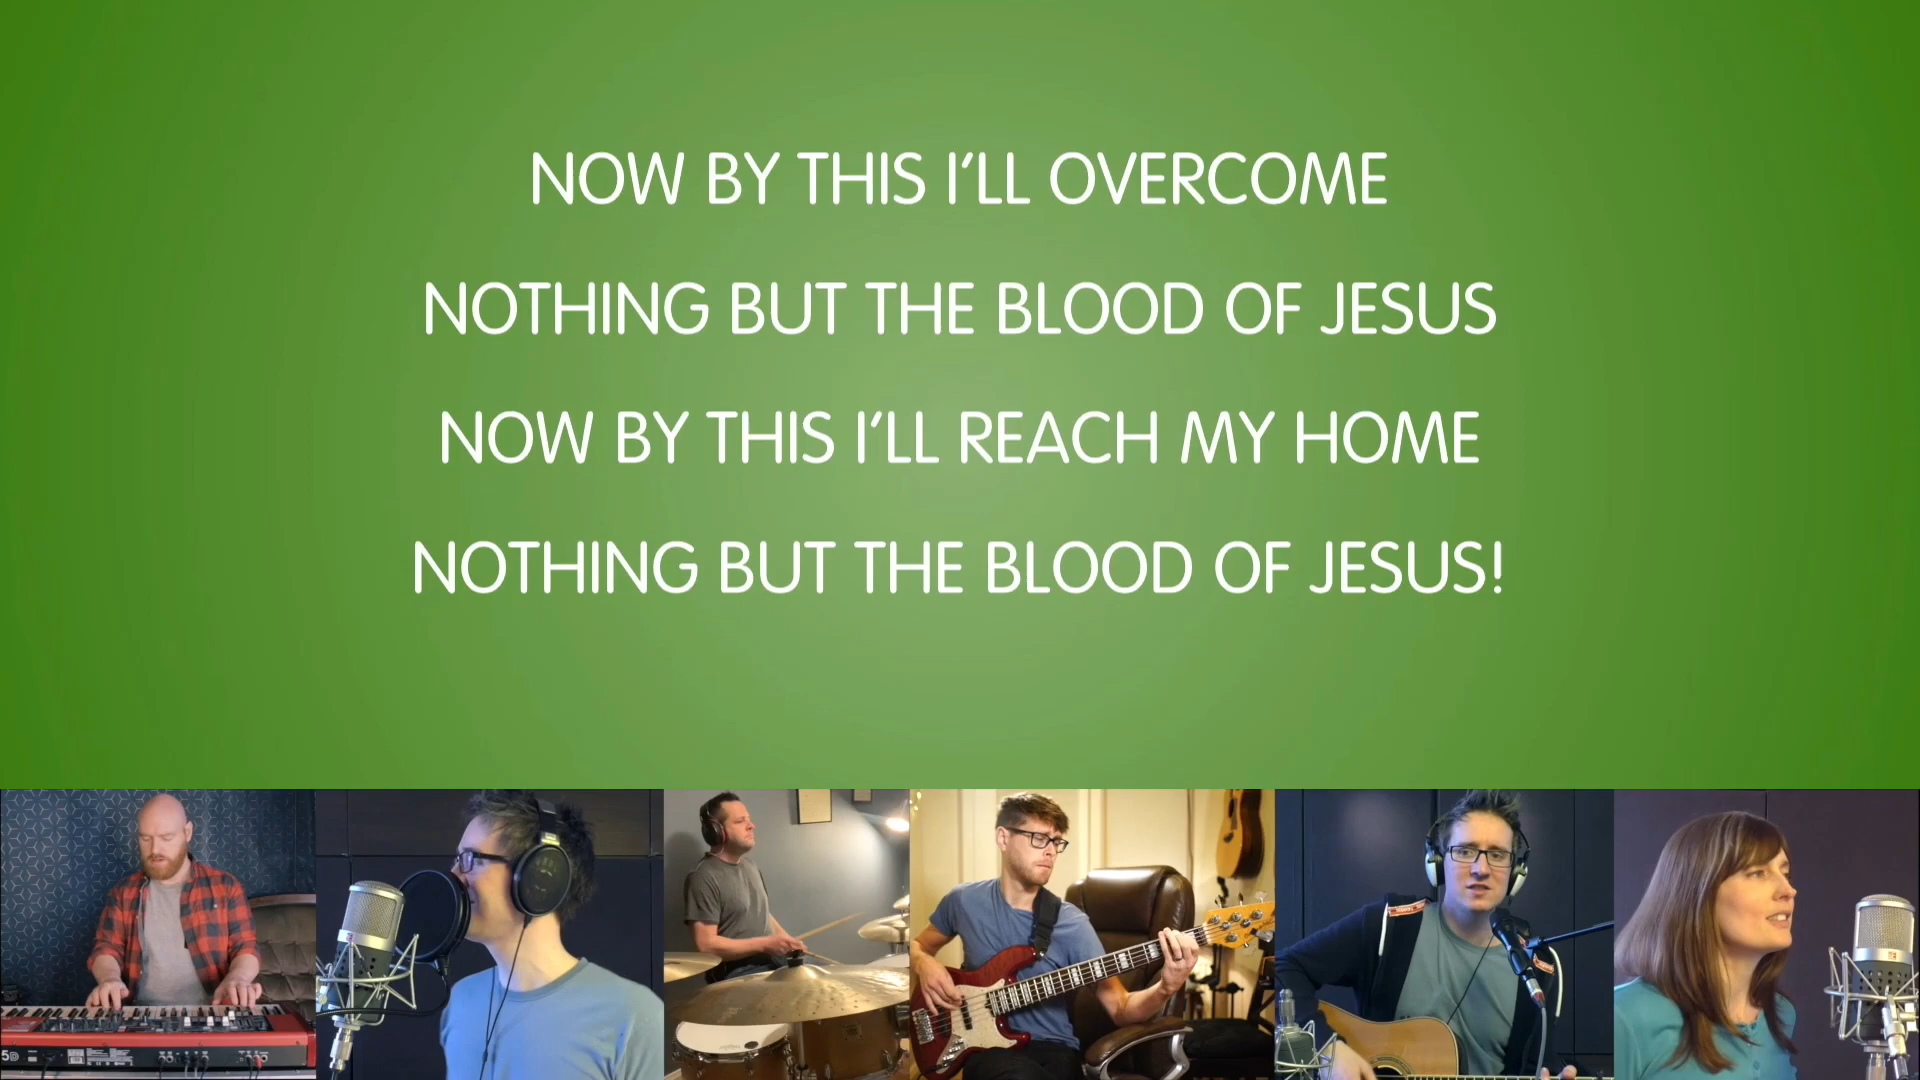 NOW BY THIS I'LL OVERCOME
NOTHING BUT THE BLOOD OF JESUS
NOW BY THIS I'LL REACH MY HOME
NOTHING BUT THE BLOOD OF JESUS!